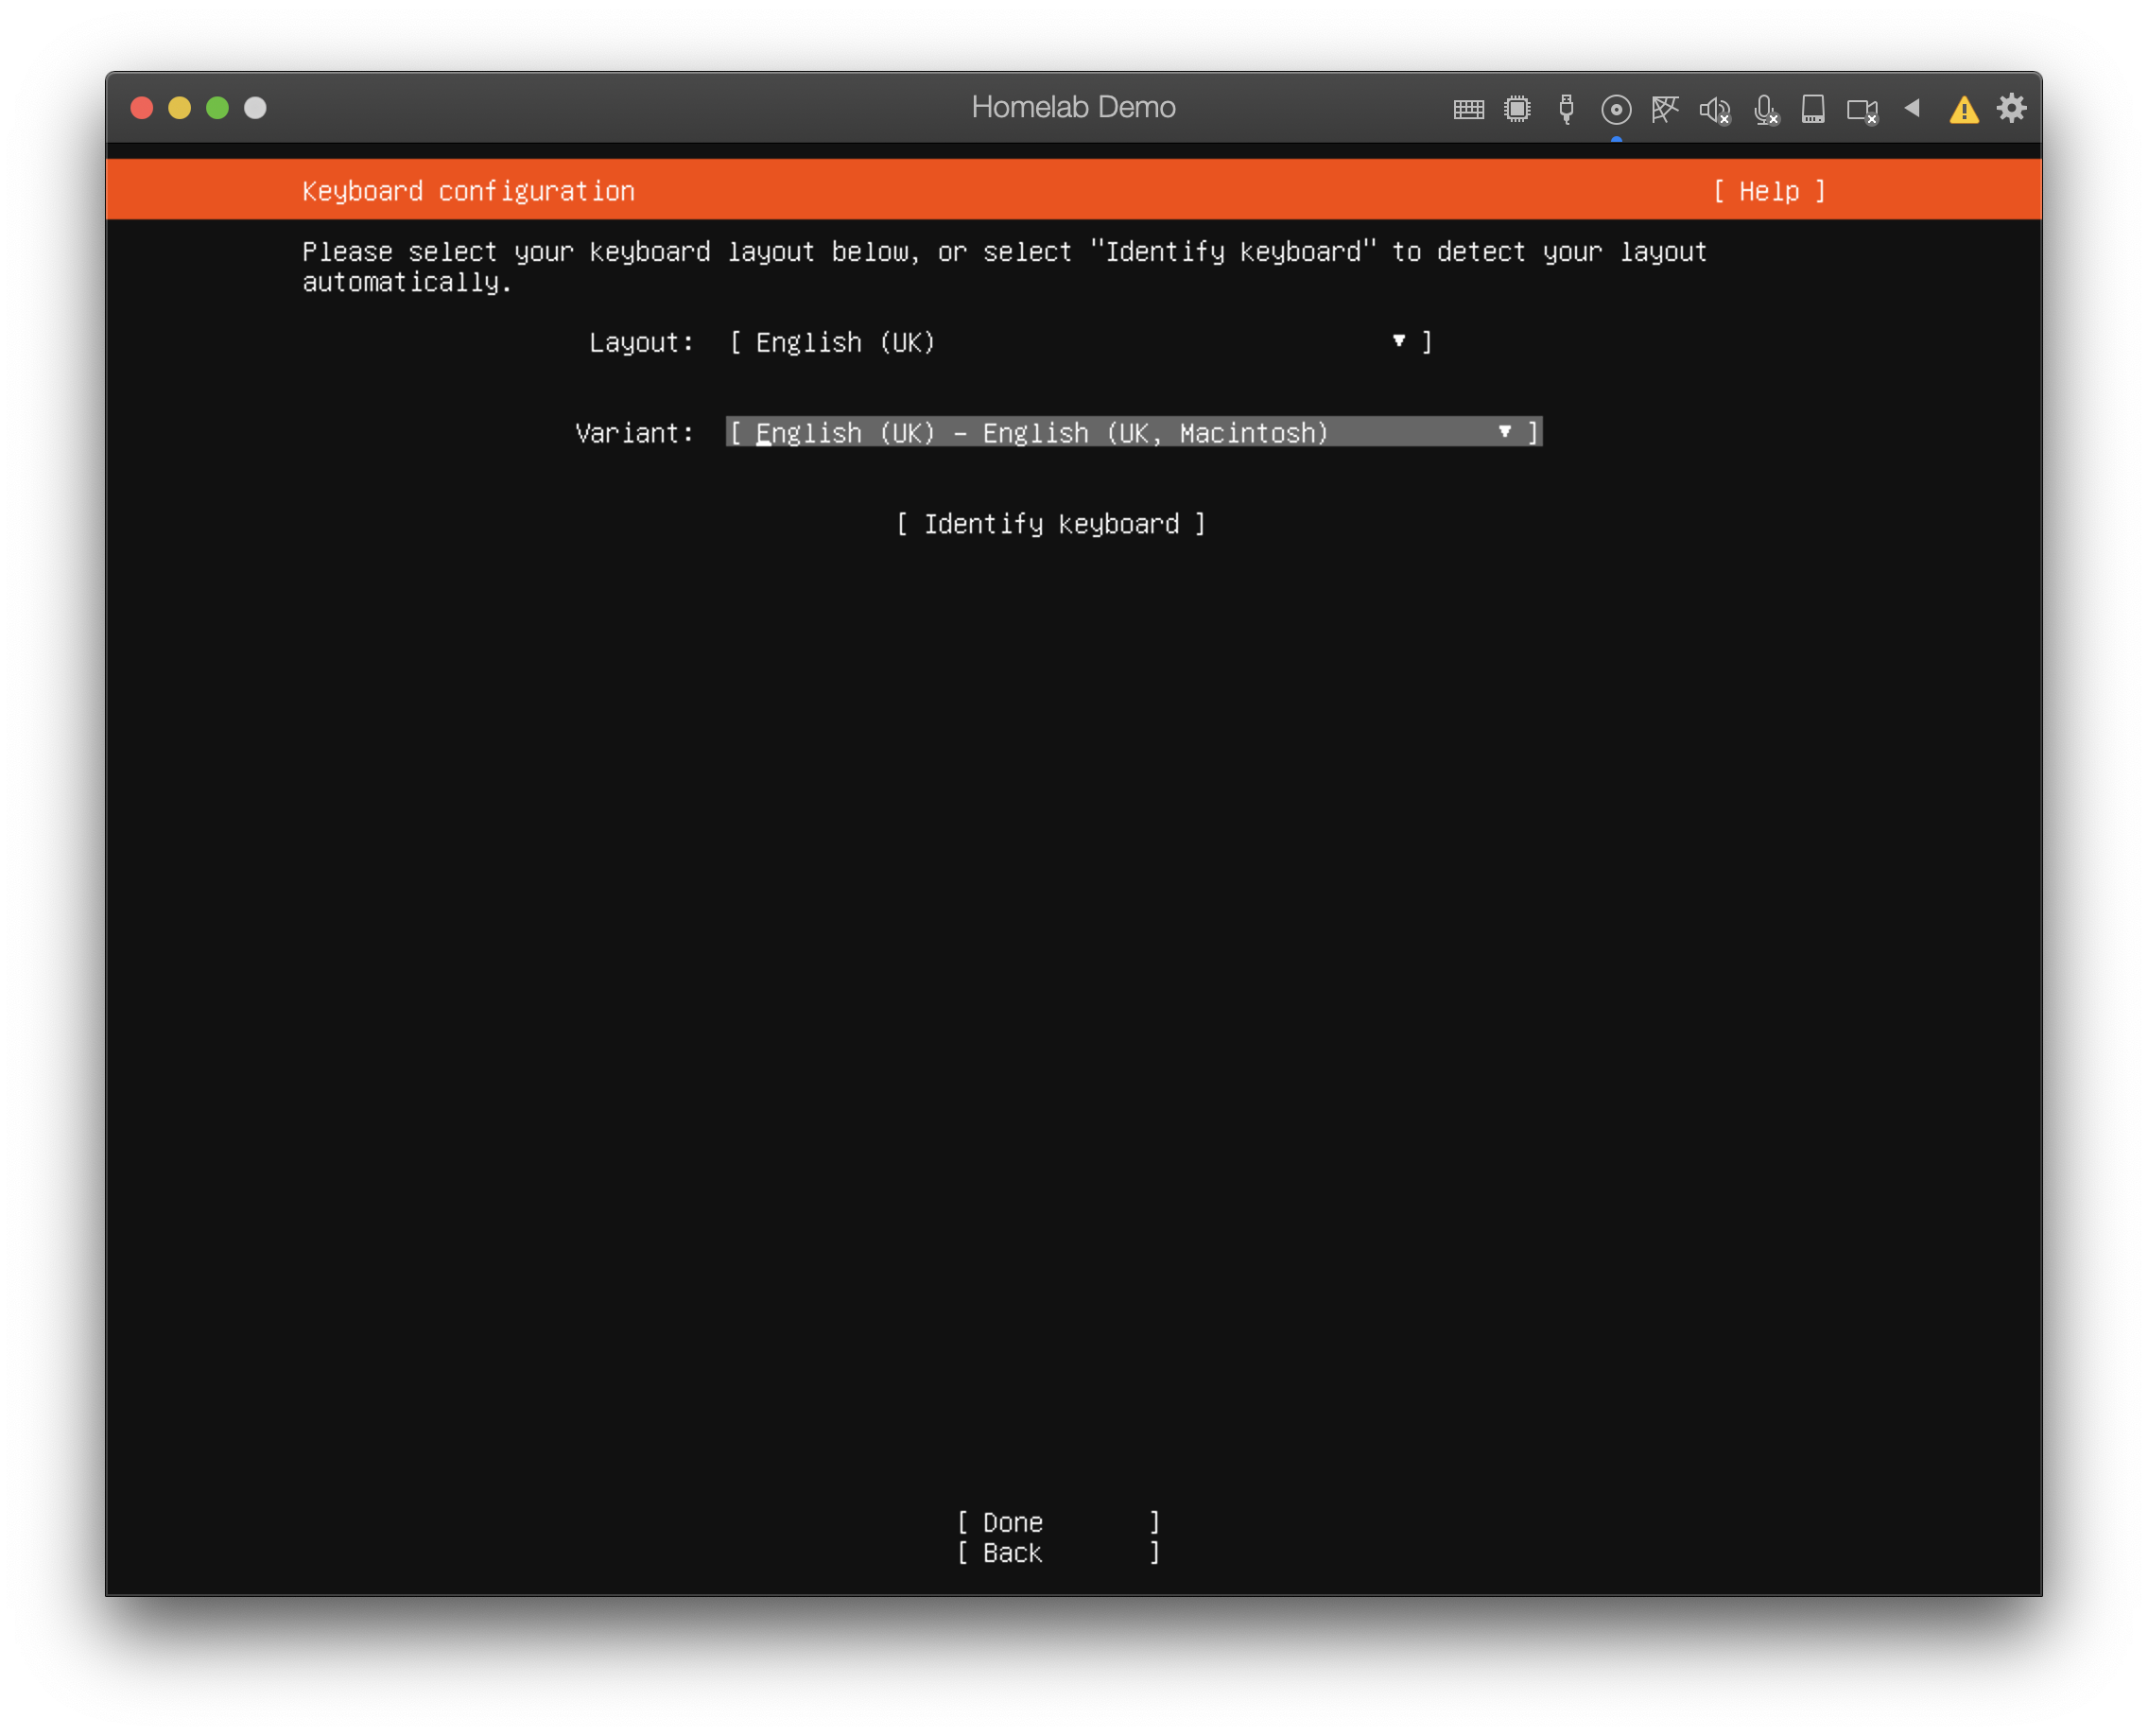 Homelab Demo
Keyboard configuration [ Help ]
Please select your keyboard layout below, or select "Identify keyboard" to detect your layout
automatically.
Layout: [ English (UK) ▾ ]
Variant: [ English (UK) – English (UK, Macintosh) ▾ ]
[ Identify keyboard ]
[ Done ]
[ Back ]